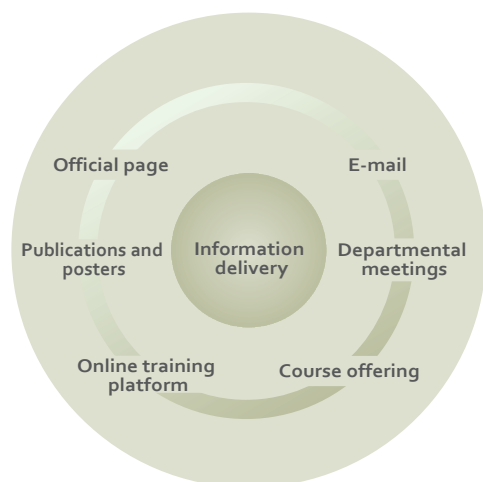 Official page
E-mail
Publications and
posters
Information
delivery
Departmental
meetings
Online training
platform
Course offering